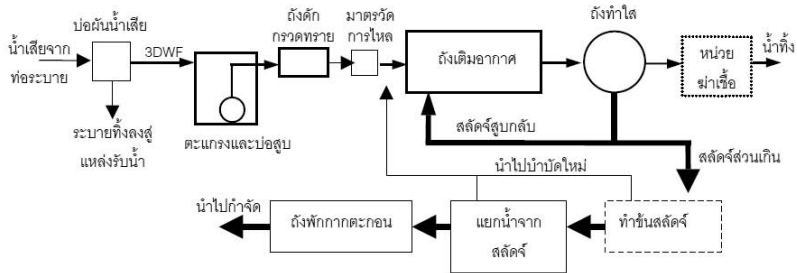 น้ำเสียจาก
ท่อระบาย
บ่อผันน้ำเสีย
3DWF
ระบายทิ้งลงสู่
แหล่งรับน้ำ
ตะแกรงและบ่อสูบ
ถังดัก
กรวดทราย
มาตรวัด
การไหล
ถังเติมอากาศ
ถังทำใส
หน่วย
ฆ่าเชื้อ
น้ำทิ้ง
สลัดจ์สูบกลับ
สลัดจ์ส่วนเกิน
นำไปบำบัดใหม่
นำไปกำจัด
ถังพักกากตะกอน
แยกน้ำจาก
สลัดจ์
ทำข้นสลัดจ์